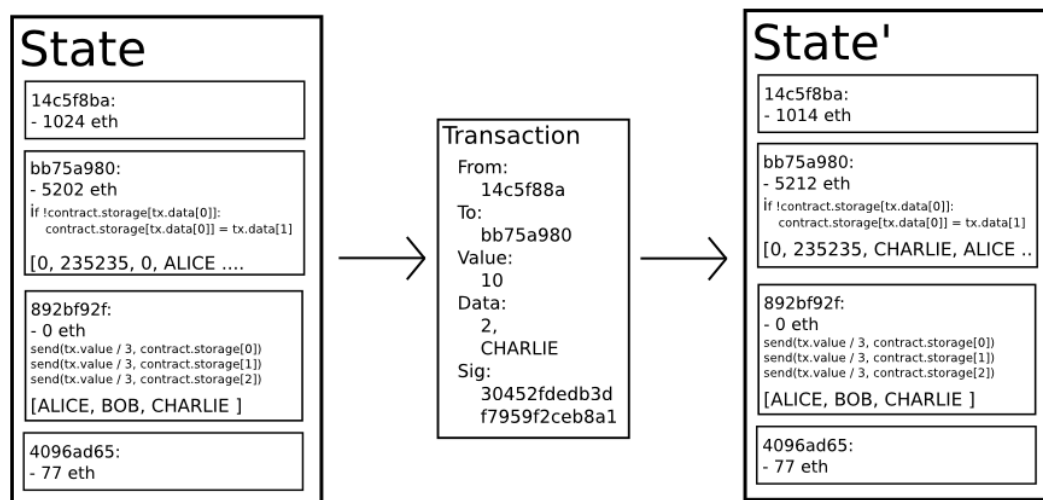 State
14c5f8ba:
- 1024 eth
bb75a980:
- 5202 eth
if !contract.storage[tx.data[0]]:
contract.storage[tx.data[0]] = tx.data[1]
[0, 235235, 0, ALICE ....
892bf92f:
- 0 eth
send(tx.value / 3, contract.storage[0])
send(tx.value / 3, contract.storage[1])
send(tx.value / 3, contract.storage[2])
[ALICE, BOB, CHARLIE ]
4096ad65:
- 77 eth
Transaction
From:
14c5f88a
To:
bb75a980
Value:
10
Data:
2,
CHARLIE
Sig:
30452fdedb3d
f7959f2ceb8a1
State'
14c5f8ba:
- 1014 eth
bb75a980:
- 5212 eth
if !contract.storage[tx.data[0]]:
contract.storage[tx.data[0]] = tx.data[1]
[0, 235235, CHARLIE, ALICE ..
892bf92f:
- 0 eth
send(tx.value / 3, contract.storage[0])
send(tx.value / 3, contract.storage[1])
send(tx.value / 3, contract.storage[2])
[ALICE, BOB, CHARLIE ]
4096ad65:
- 77 eth